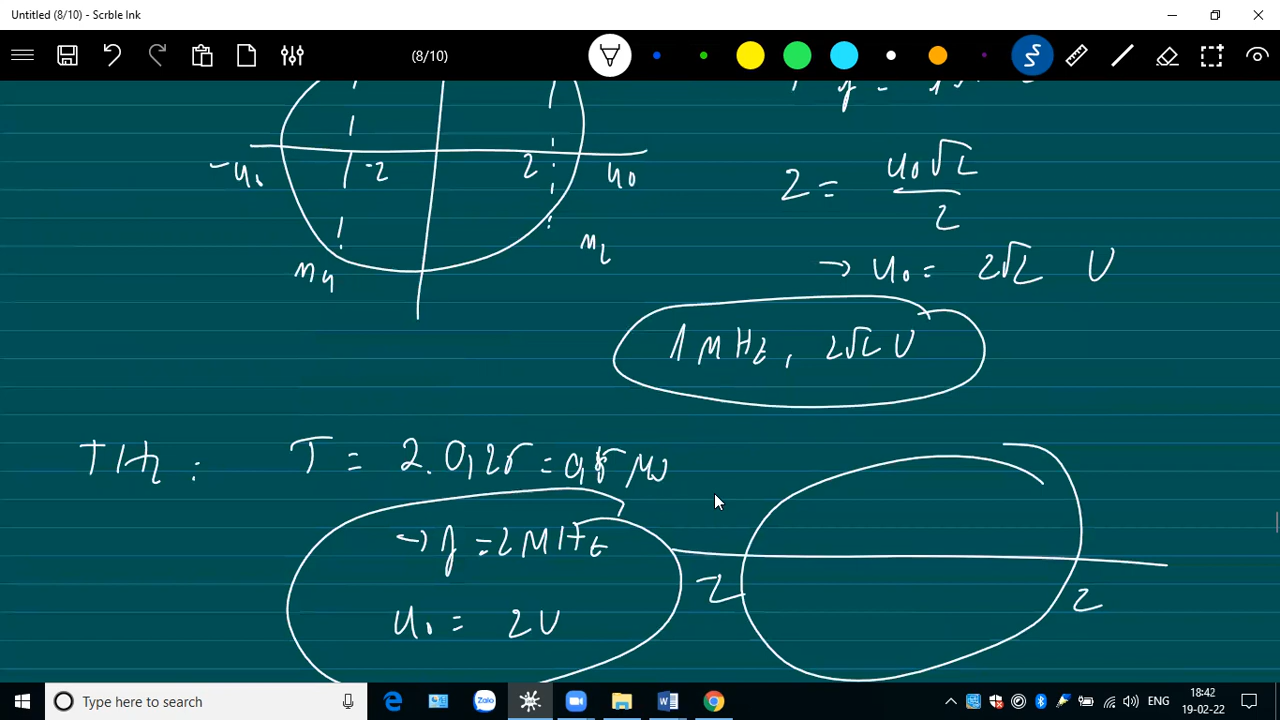 Untitled (8/10) - Scrble Ink
(8/10)
-u₀ -2 2 u₀
2 = u₀√2 / 2
M₄ M₂
→ u₀ = 2√2 V
1 MHz, 2√2 V
TH2 : T = 2.0,25 = 0,5 μs
→ f = 2 MHz
2 2
u₀ = 2V
Type here to search
ENG
18:42
19-02-22